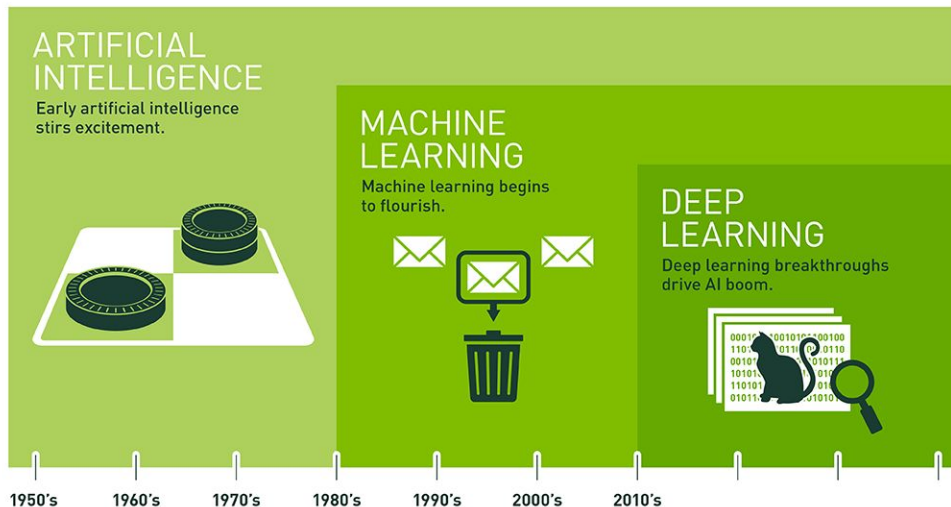 ARTIFICIAL
INTELLIGENCE
Early artificial intelligence
stirs excitement.
MACHINE
LEARNING
Machine learning begins
to flourish.
DEEP
LEARNING
Deep learning breakthroughs
drive AI boom.
1950's
1960's
1970's
1980's
1990's
2000's
2010's